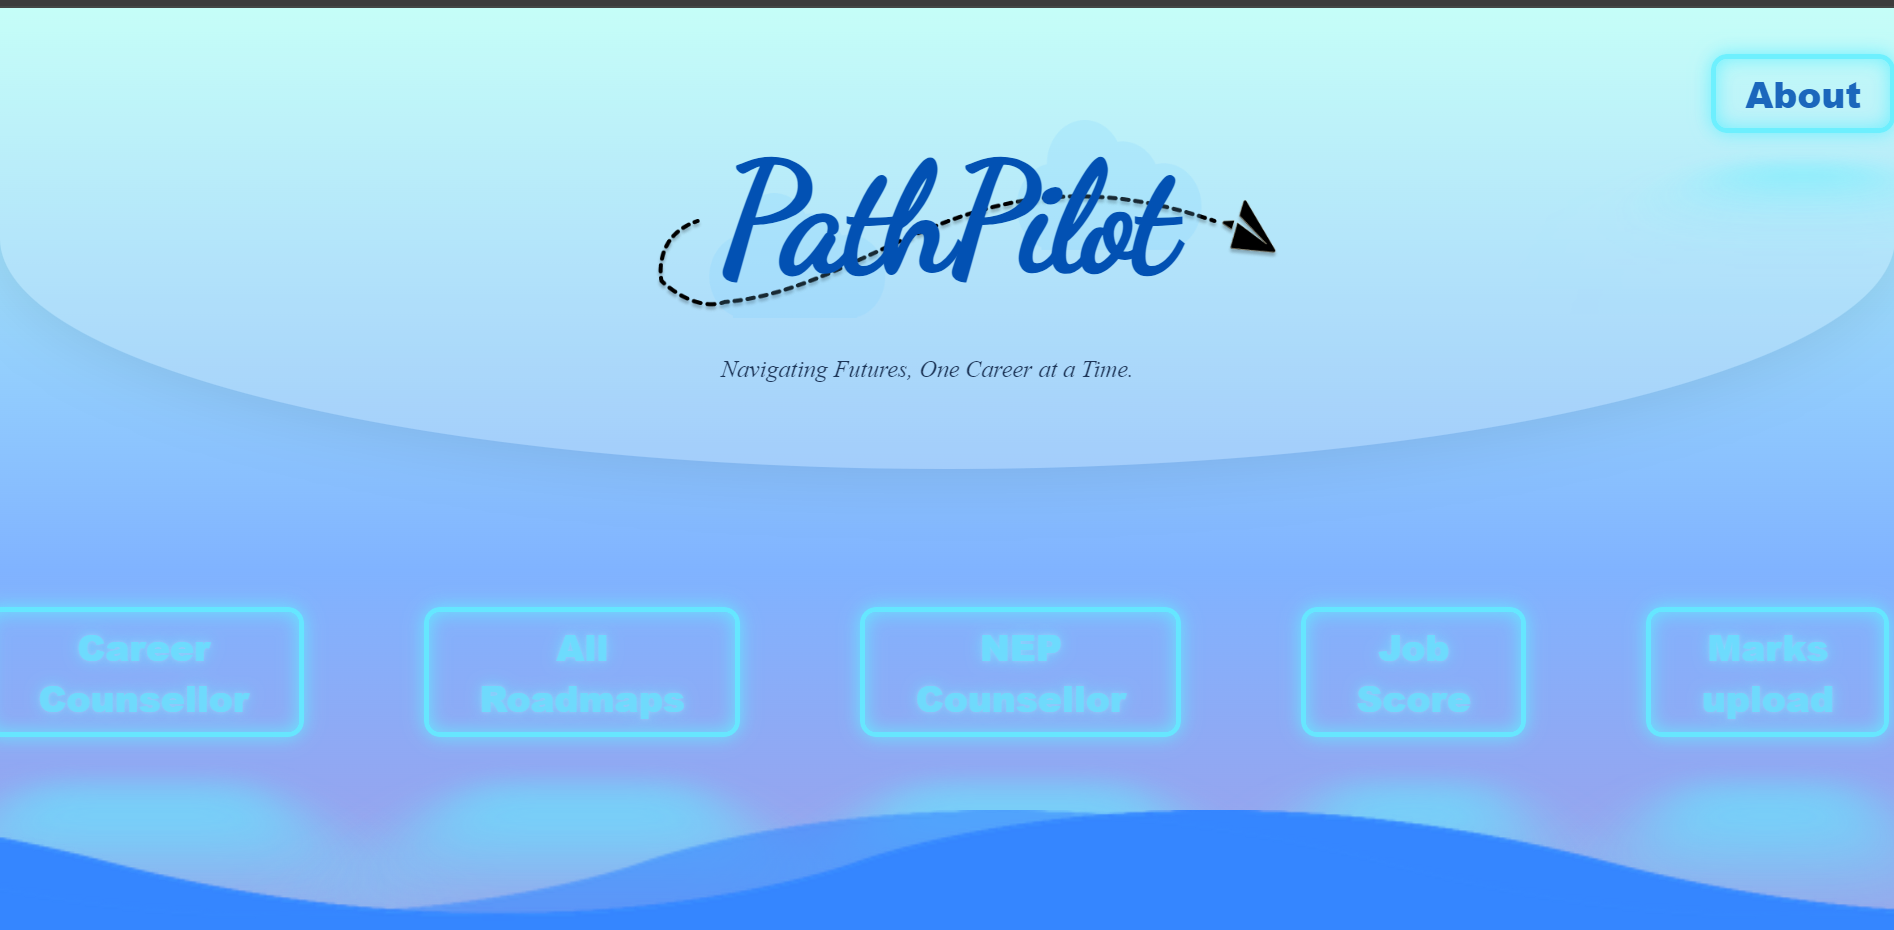 About
PathPilot
Navigating Futures, One Career at a Time.
Career
Counsellor
All
Roadmaps
NEP
Counsellor
Job
Score
Marks
upload